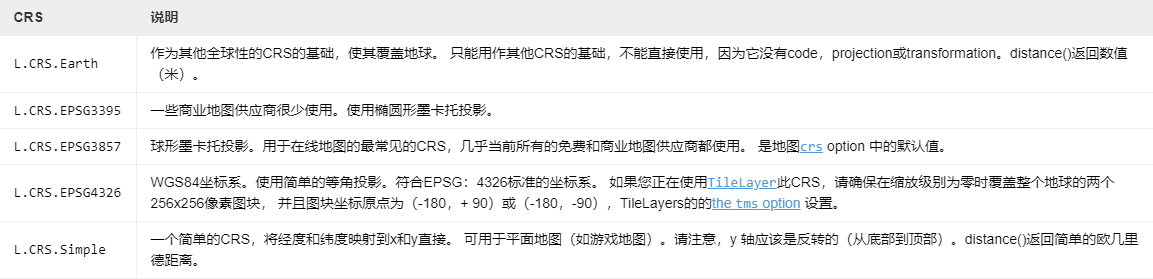 CRS 说明
L.CRS.Earth 作为其他全球性的CRS的基础，使其覆盖地球。 只能用作其他CRS的基础，不能直接使用，因为它没有code，projection或transformation。distance()返回数值
（米）。
L.CRS.EPSG3395 一些商业地图供应商很少使用。使用椭圆形墨卡托投影。
L.CRS.EPSG3857 球形墨卡托投影。用于在线地图的最常见的CRS，几乎当前所有的免费和商业地图供应商都使用。 是地图crs option 中的默认值。
L.CRS.EPSG4326 WGS84坐标系。使用简单的等角投影。符合EPSG：4326标准的坐标系。 如果您正在使用TileLayer此CRS，请确保在缩放级别为零时覆盖整个地球的两个
256x256像素图块， 并且图块坐标原点为（-180，+ 90）或（-180，-90），TileLayers的的the tms option 设置。
L.CRS.Simple 一个简单的CRS，将经度和纬度映射到x和y直接。 可用于平面地图（如游戏地图）。请注意，y 轴应该是反转的（从底部到顶部）。distance()返回简单的欧几里
德距离。